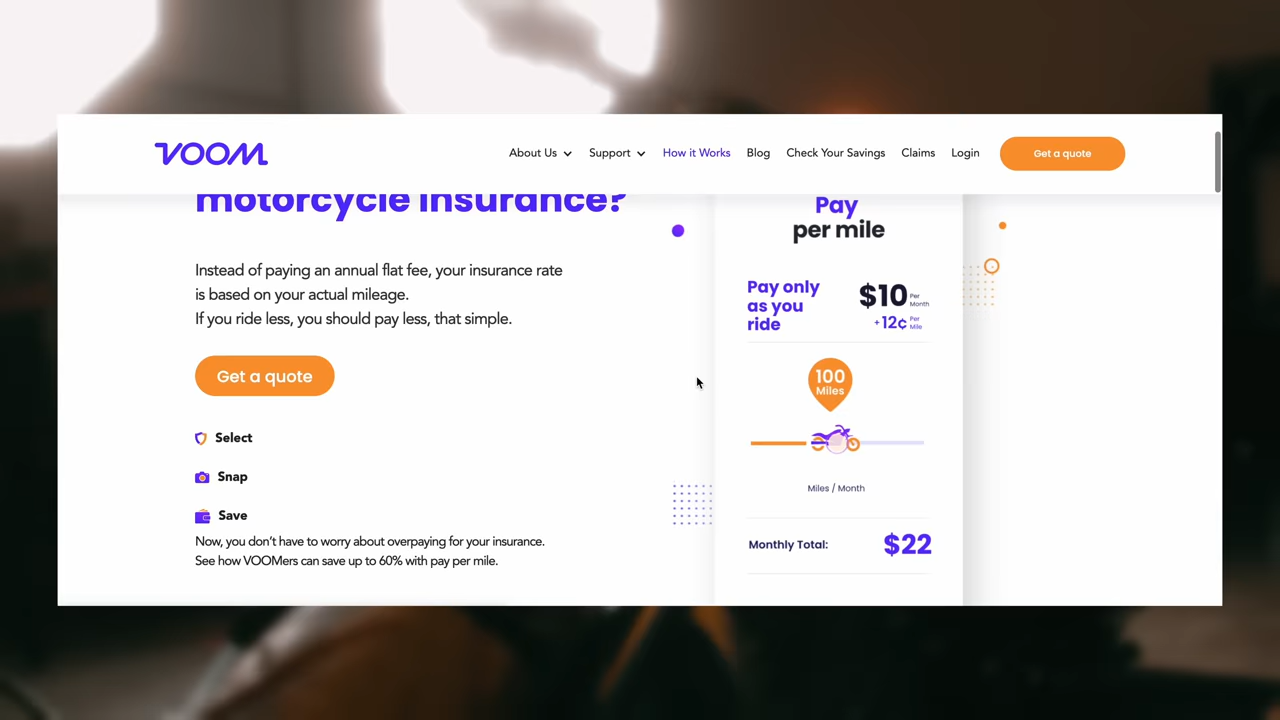 VOOM
About Us
Support
How it Works
Blog
Check Your Savings
Claims
Login
Get a quote
motorcycle insurance?
Instead of paying an annual flat fee, your insurance rate
is based on your actual mileage.
If you ride less, you should pay less, that simple.
Get a quote
Select
Snap
Save
Now, you don't have to worry about overpaying for your insurance.
See how VOOMers can save up to 60% with pay per mile.
Pay
per mile
Pay only
as you
ride
$10 Per
Month
+12¢ Per
Mile
100
Miles
Miles / Month
Monthly Total: $22